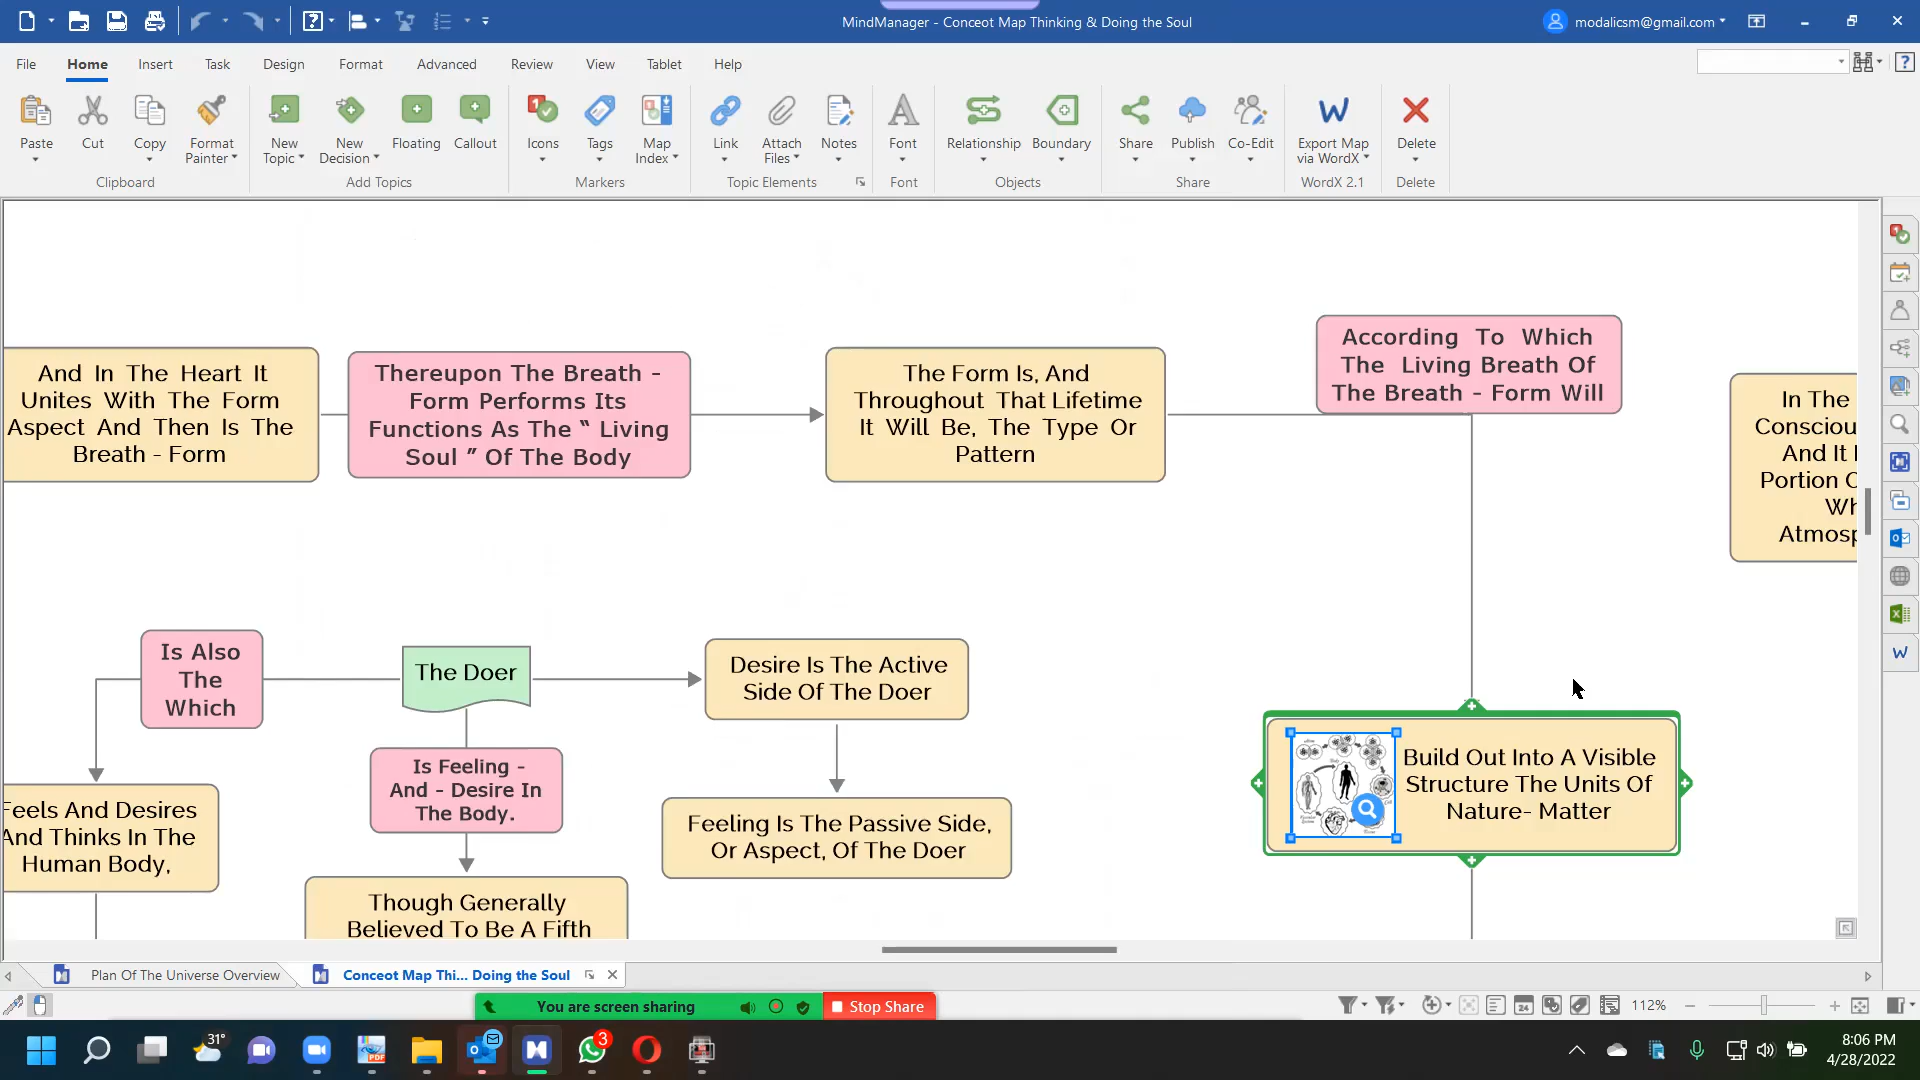 MindManager - Conceot Map Thinking & Doing the Soul
modalicsm@gmail.com
File
Home
Insert
Task
Design
Format
Advanced
Review
View
Tablet
Help
Paste
Cut
Copy
Format
Painter
Clipboard
New
Topic
New
Decision
Floating
Callout
Add Topics
Icons
Tags
Map
Index
Markers
Link
Attach
Files
Notes
Topic Elements
Font
Font
Relationship
Boundary
Objects
Share
Publish
Co-Edit
Share
Export Map
via WordX
WordX 2.1
Delete
Delete
And In The Heart It
Unites With The Form
Aspect And Then Is The
Breath - Form
Thereupon The Breath -
Form Performs Its
Functions As The “ Living
Soul ” Of The Body
The Form Is, And
Throughout That Lifetime
It Will Be, The Type Or
Pattern
According To Which
The Living Breath Of
The Breath - Form Will
In The
Consciou
And It
Portion
Wh
Atmosp
Is Also
The
Which
The Doer
Desire Is The Active
Side Of The Doer
Is Feeling -
And - Desire In
The Body.
Feels And Desires
And Thinks In The
Human Body,
Feeling Is The Passive Side,
Or Aspect, Of The Doer
Though Generally
Believed To Be A Fifth
Build Out Into A Visible
Structure The Units Of
Nature- Matter
Plan Of The Universe Overview
Conceot Map Thi... Doing the Soul
You are screen sharing
Stop Share
112%
31°
3
8:06 PM
4/28/2022